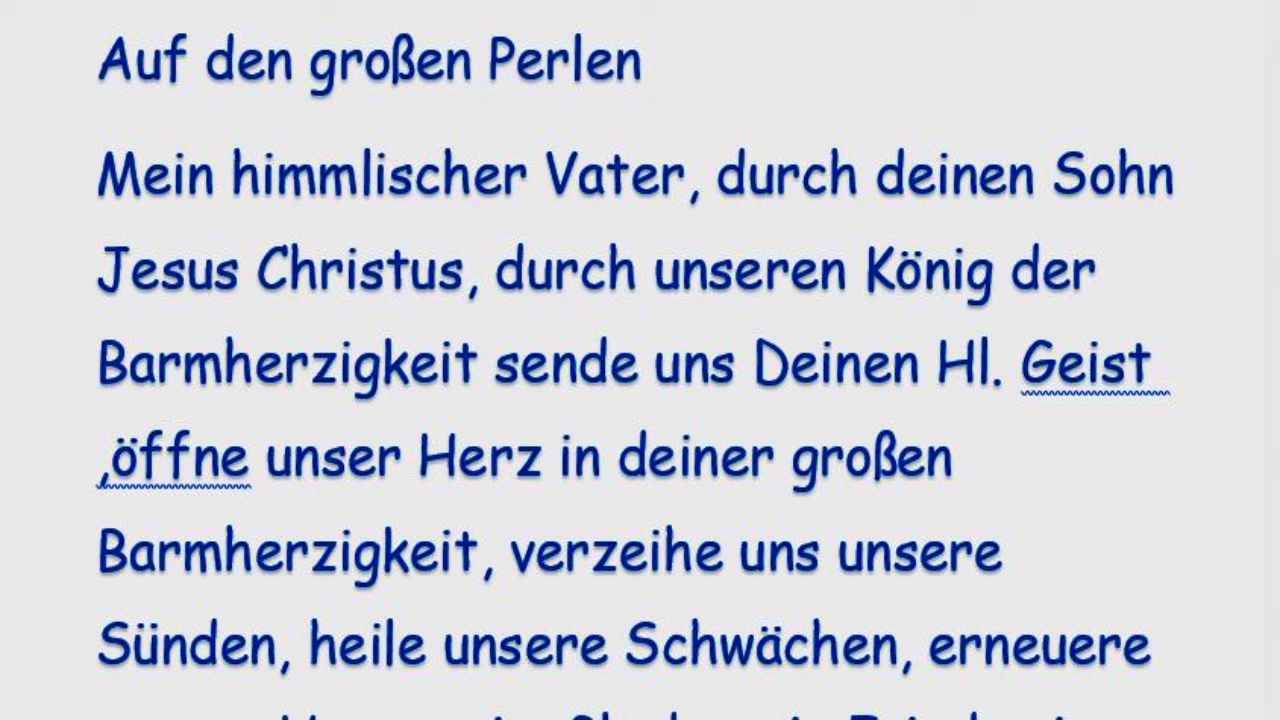 Auf den großen Perlen
Mein himmlischer Vater, durch deinen Sohn
Jesus Christus, durch unseren König der
Barmherzigkeit sende uns Deinen Hl. Geist
,öffne unser Herz in deiner großen
Barmherzigkeit, verzeihe uns unsere
Sünden, heile unsere Schwächen, erneuere